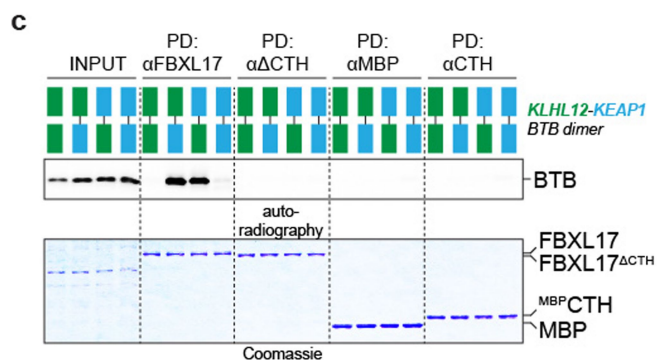 c
PD: PD: PD: PD:
INPUT αFBXL17 αΔCTH αMBP αCTH
KLHL12-KEAP1
BTB dimer
BTB
auto-
radiography
FBXL17
FBXL17ΔCTH
MBPCTH
MBP
Coomassie